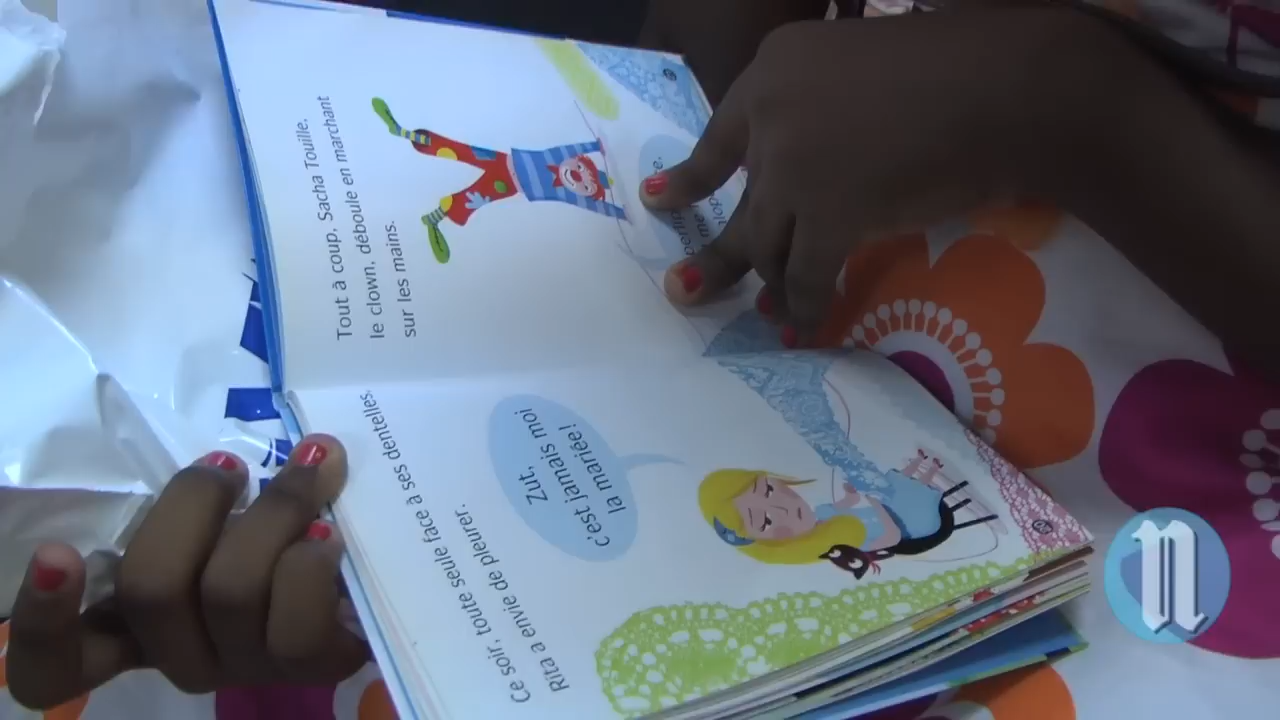 Ce soir, toute seule face à ses dentelles,
Rita a envie de pleurer.
Zut,
c'est jamais moi
la mariée!
Tout à coup, Sacha Touille,
le clown, déboule en marchant
sur les mains.